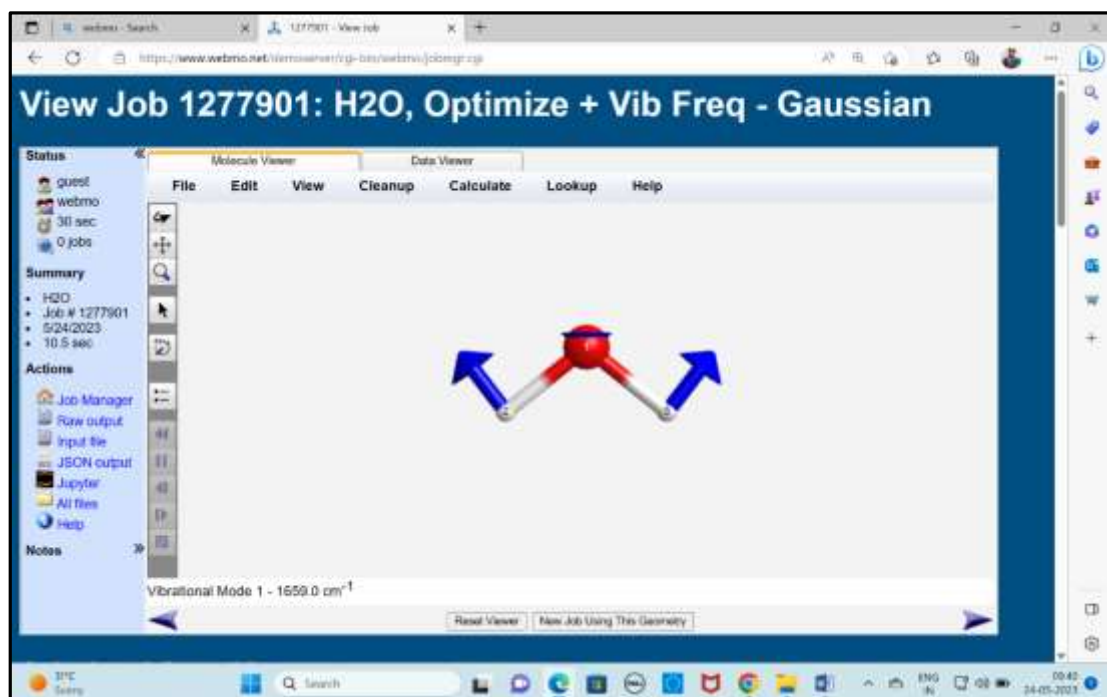 webmo - Search
1277901 - View Job
https://www.webmo.net/demoserver/cgi-bin/webmo/jobmgr.cgi
View Job 1277901: H2O, Optimize + Vib Freq - Gaussian
Status
guest
webmo
30 sec
0 jobs
Summary
H2O
Job # 1277901
5/24/2023
10.5 sec
Actions
Job Manager
Raw output
Input file
JSON output
Jupyter
All files
Help
Notes
Molecule Viewer Data Viewer
File Edit View Cleanup Calculate Lookup Help
Vibrational Mode 1 - 1659.0 cm-1
Reset Viewer New Job Using This Geometry
31°C
Sunny
Search
ENG
IN
00:42
24-05-2023